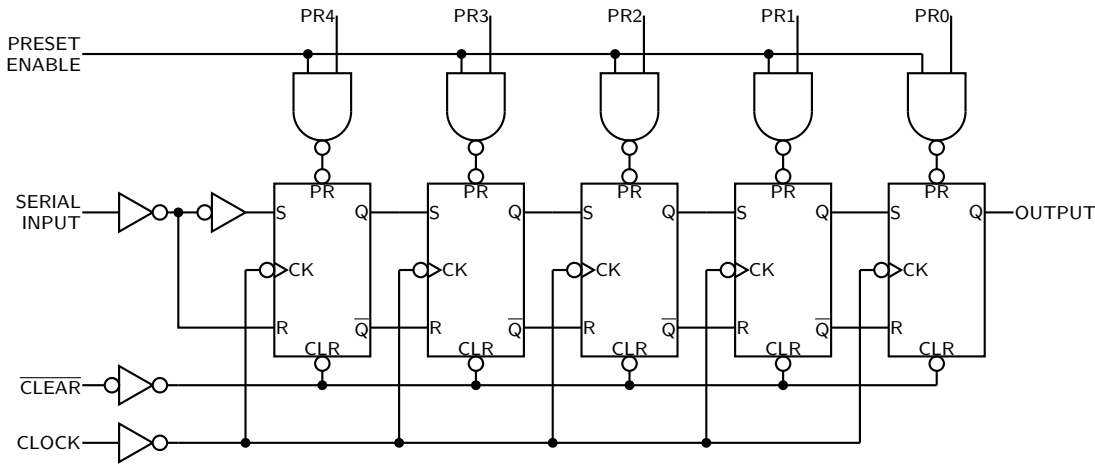 PR4 PR3 PR2 PR1 PR0
PRESET
ENABLE
PR PR PR PR PR
SERIAL
INPUT
S Q S Q S Q S Q S Q OUTPUT
CK CK CK CK CK
R Q̅ R Q̅ R Q̅ R Q̅ R
CLR CLR CLR CLR CLR
C̅L̅E̅A̅R̅
CLOCK